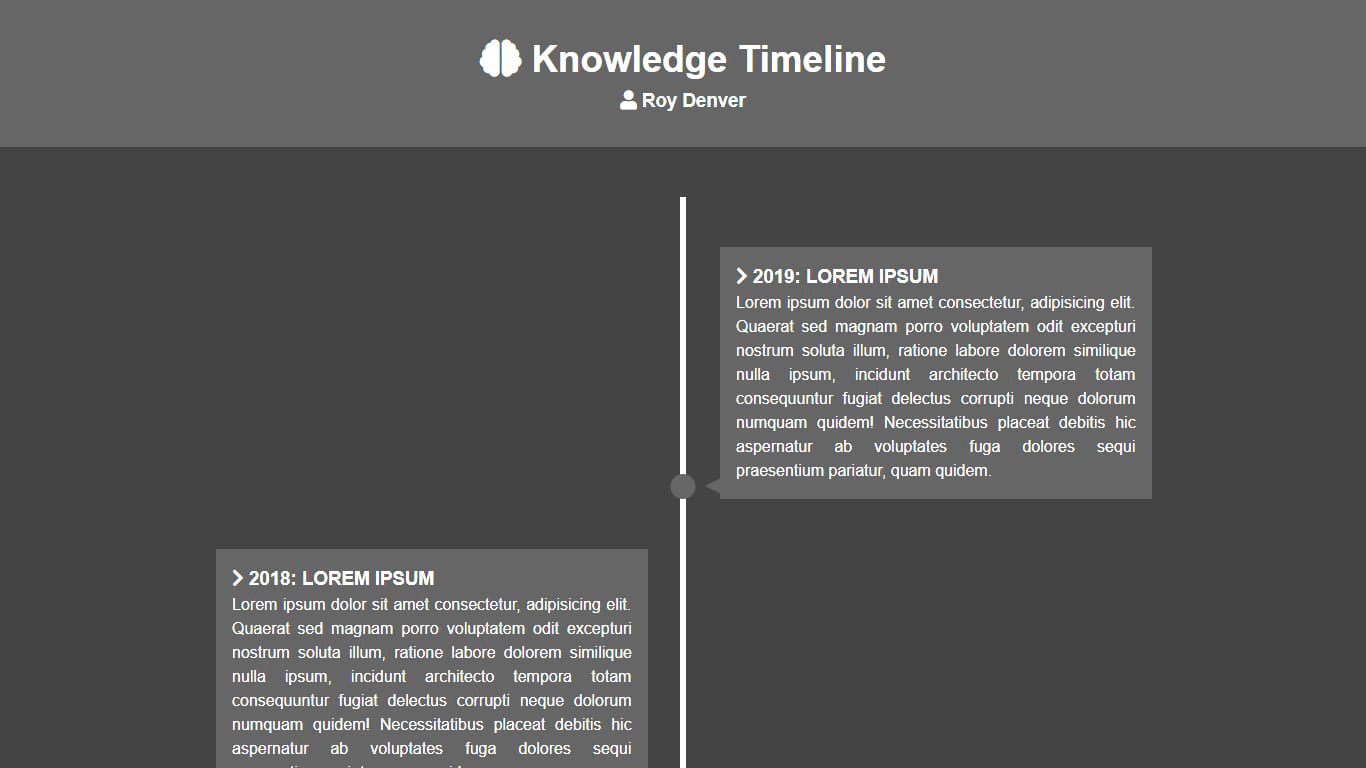 Knowledge Timeline
Roy Denver
2019: LOREM IPSUM
Lorem ipsum dolor sit amet consectetur, adipisicing elit.
Quaerat sed magnam porro voluptatem odit excepturi
nostrum soluta illum, ratione labore dolorem similique
nulla ipsum, incidunt architecto tempora totam
consequuntur fugiat delectus corrupti neque dolorum
numquam quidem! Necessitatibus placeat debitis hic
aspernatur ab voluptates fuga dolores sequi
praesentium pariatur, quam quidem.
2018: LOREM IPSUM
Lorem ipsum dolor sit amet consectetur, adipisicing elit.
Quaerat sed magnam porro voluptatem odit excepturi
nostrum soluta illum, ratione labore dolorem similique
nulla ipsum, incidunt architecto tempora totam
consequuntur fugiat delectus corrupti neque dolorum
numquam quidem! Necessitatibus placeat debitis hic
aspernatur ab voluptates fuga dolores sequi